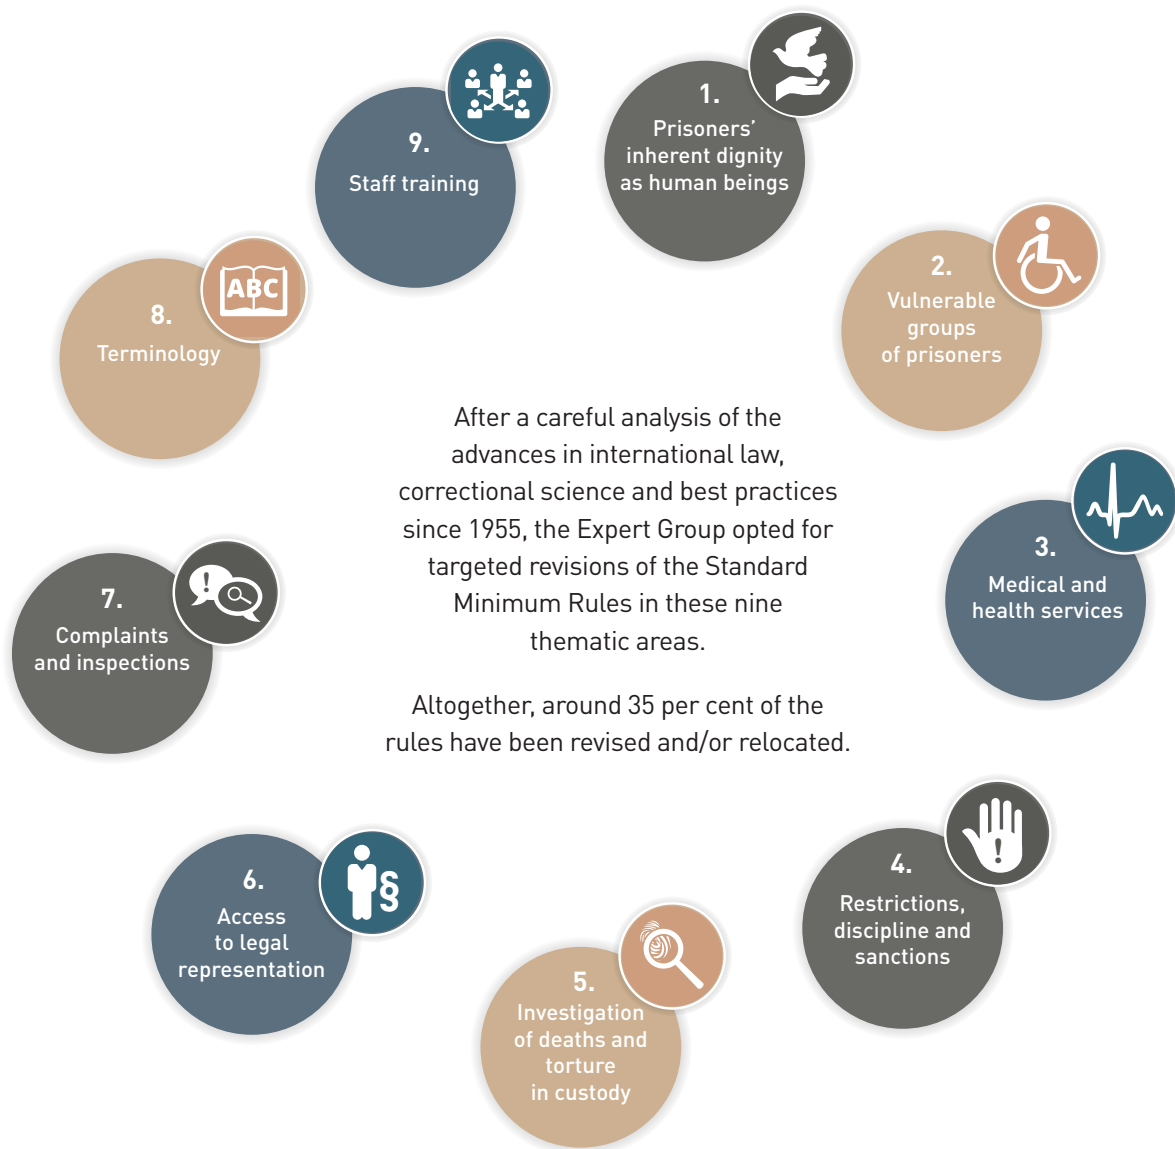 1.
Prisoners’
inherent dignity
as human beings
2.
Vulnerable
groups
of prisoners
3.
Medical and
health services
4.
Restrictions,
discipline and
sanctions
5.
Investigation
of deaths and
torture
in custody
6.
Access
to legal
representation
§
7.
Complaints
and inspections
!
8.
Terminology
ABC
9.
Staff training
After a careful analysis of the
advances in international law,
correctional science and best practices
since 1955, the Expert Group opted for
targeted revisions of the Standard
Minimum Rules in these nine
thematic areas.
Altogether, around 35 per cent of the
rules have been revised and/or relocated.
!